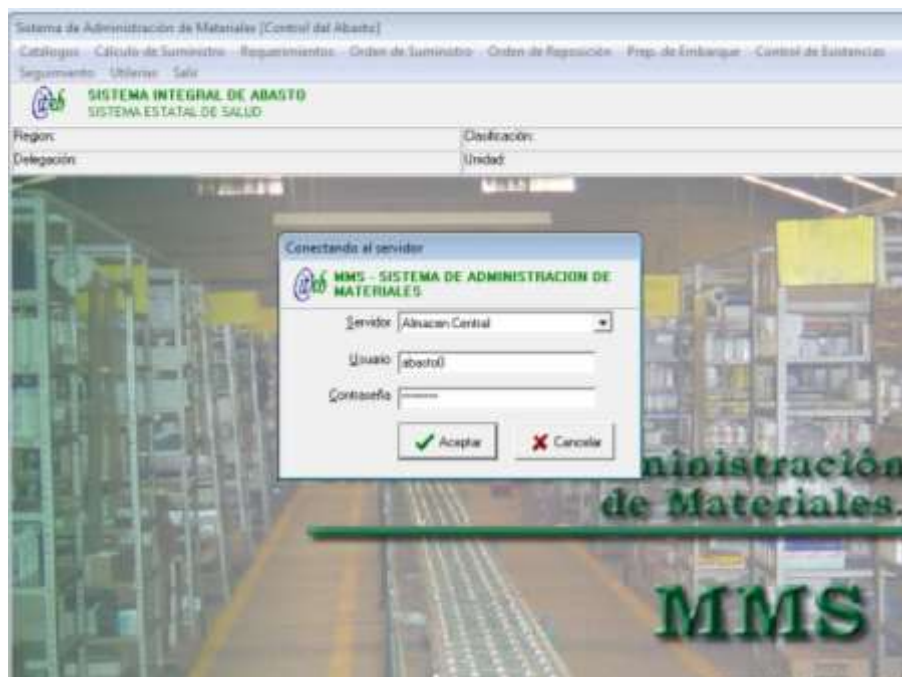 Sistema de Administración de Materiales [Control del Abasto]
Catálogos Cálculo de Suministro Requerimientos Orden de Suministro Orden de Reposición Prep. de Embarque Control de Existencias
Seguimiento Utilerias Salir
SISTEMA INTEGRAL DE ABASTO
SISTEMA ESTATAL DE SALUD
Region: Clasificación:
Delegación: Unidad:
Conectando al servidor
MMS - SISTEMA DE ADMINISTRACION DE
MATERIALES
Servidor Almacen Central
Usuario abasto0
Contraseña
Aceptar Cancelar
ministración
de Materiales.
MMS